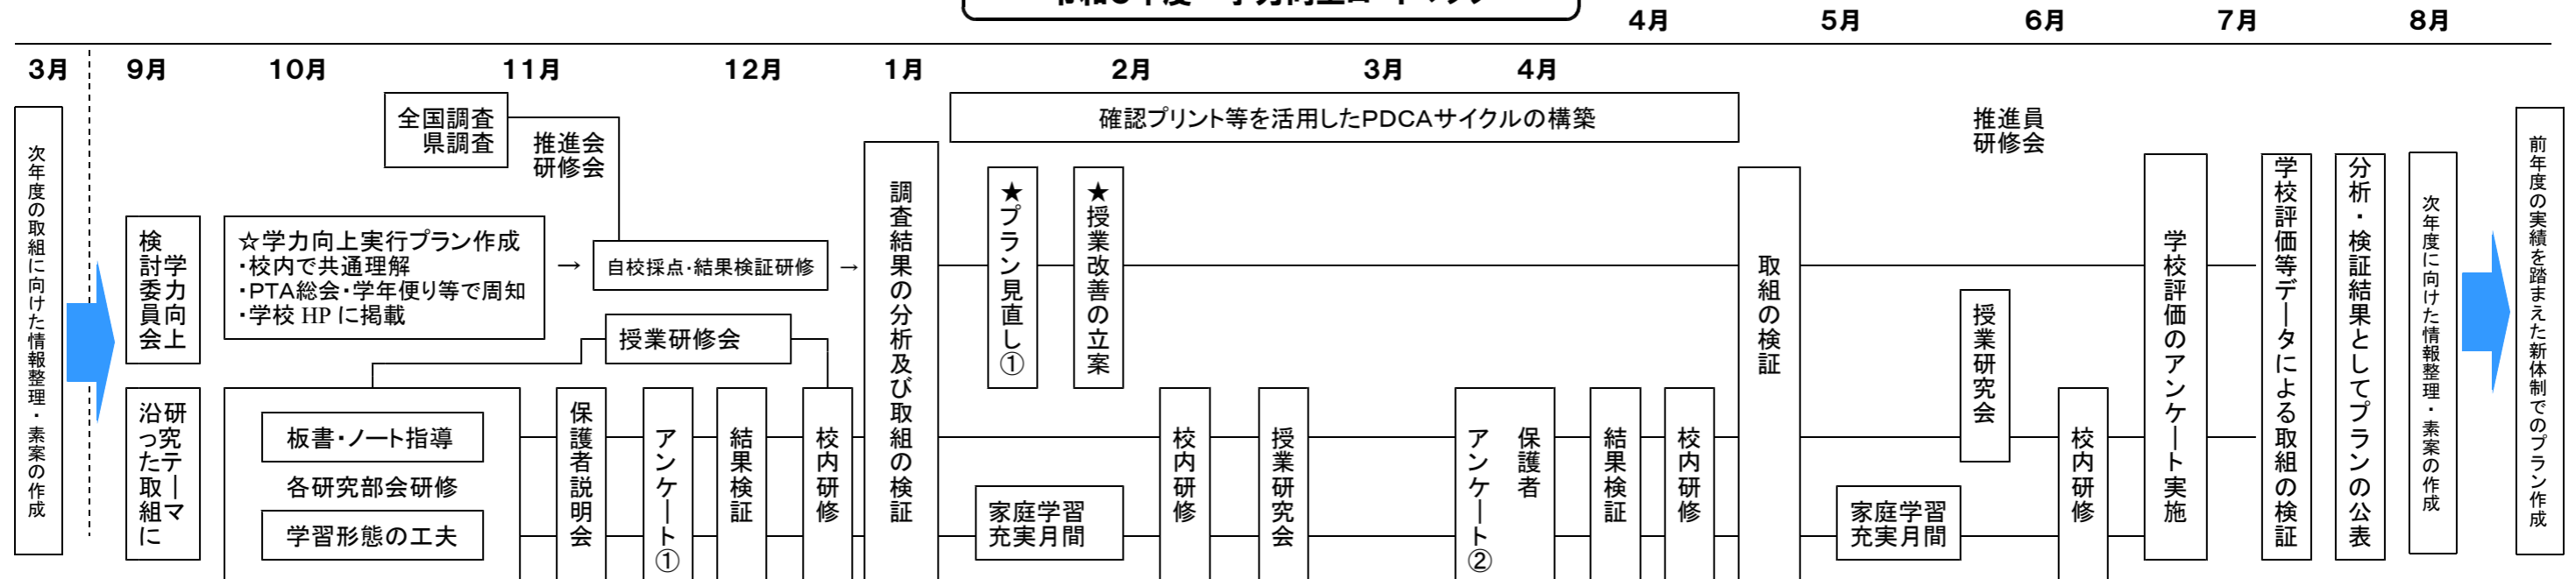 4月 5月 6月 7月 8月
3月 9月 10月 11月 12月 1月 2月 3月 4月
次年度の取組に向けた情報整理・素案の作成
学力向上
検討委員会
研究テーマに
沿った取組
☆学力向上実行プラン作成
・校内で共通理解
・PTA総会・学年便り等で周知
・学校 HP に掲載
→
全国調査
県調査
推進会
研修会
自校採点・結果検証研修
→
授業研修会
板書・ノート指導
各研究部会研修
学習形態の工夫
保護者説明会
アンケート①
結果検証
校内研修
調査結果の分析及び取組の検証
確認プリント等を活用したPDCAサイクルの構築
★プラン見直し①
★授業改善の立案
家庭学習
充実月間
校内研修
授業研究会
保護者
アンケート②
結果検証
校内研修
取組の検証
推進員
研修会
授業研究会
家庭学習
充実月間
校内研修
学校評価のアンケート実施
学校評価等データによる取組の検証
分析・検証結果としてプランの公表
次年度に向けた情報整理・素案の作成
前年度の実績を踏まえた新体制でのプラン作成